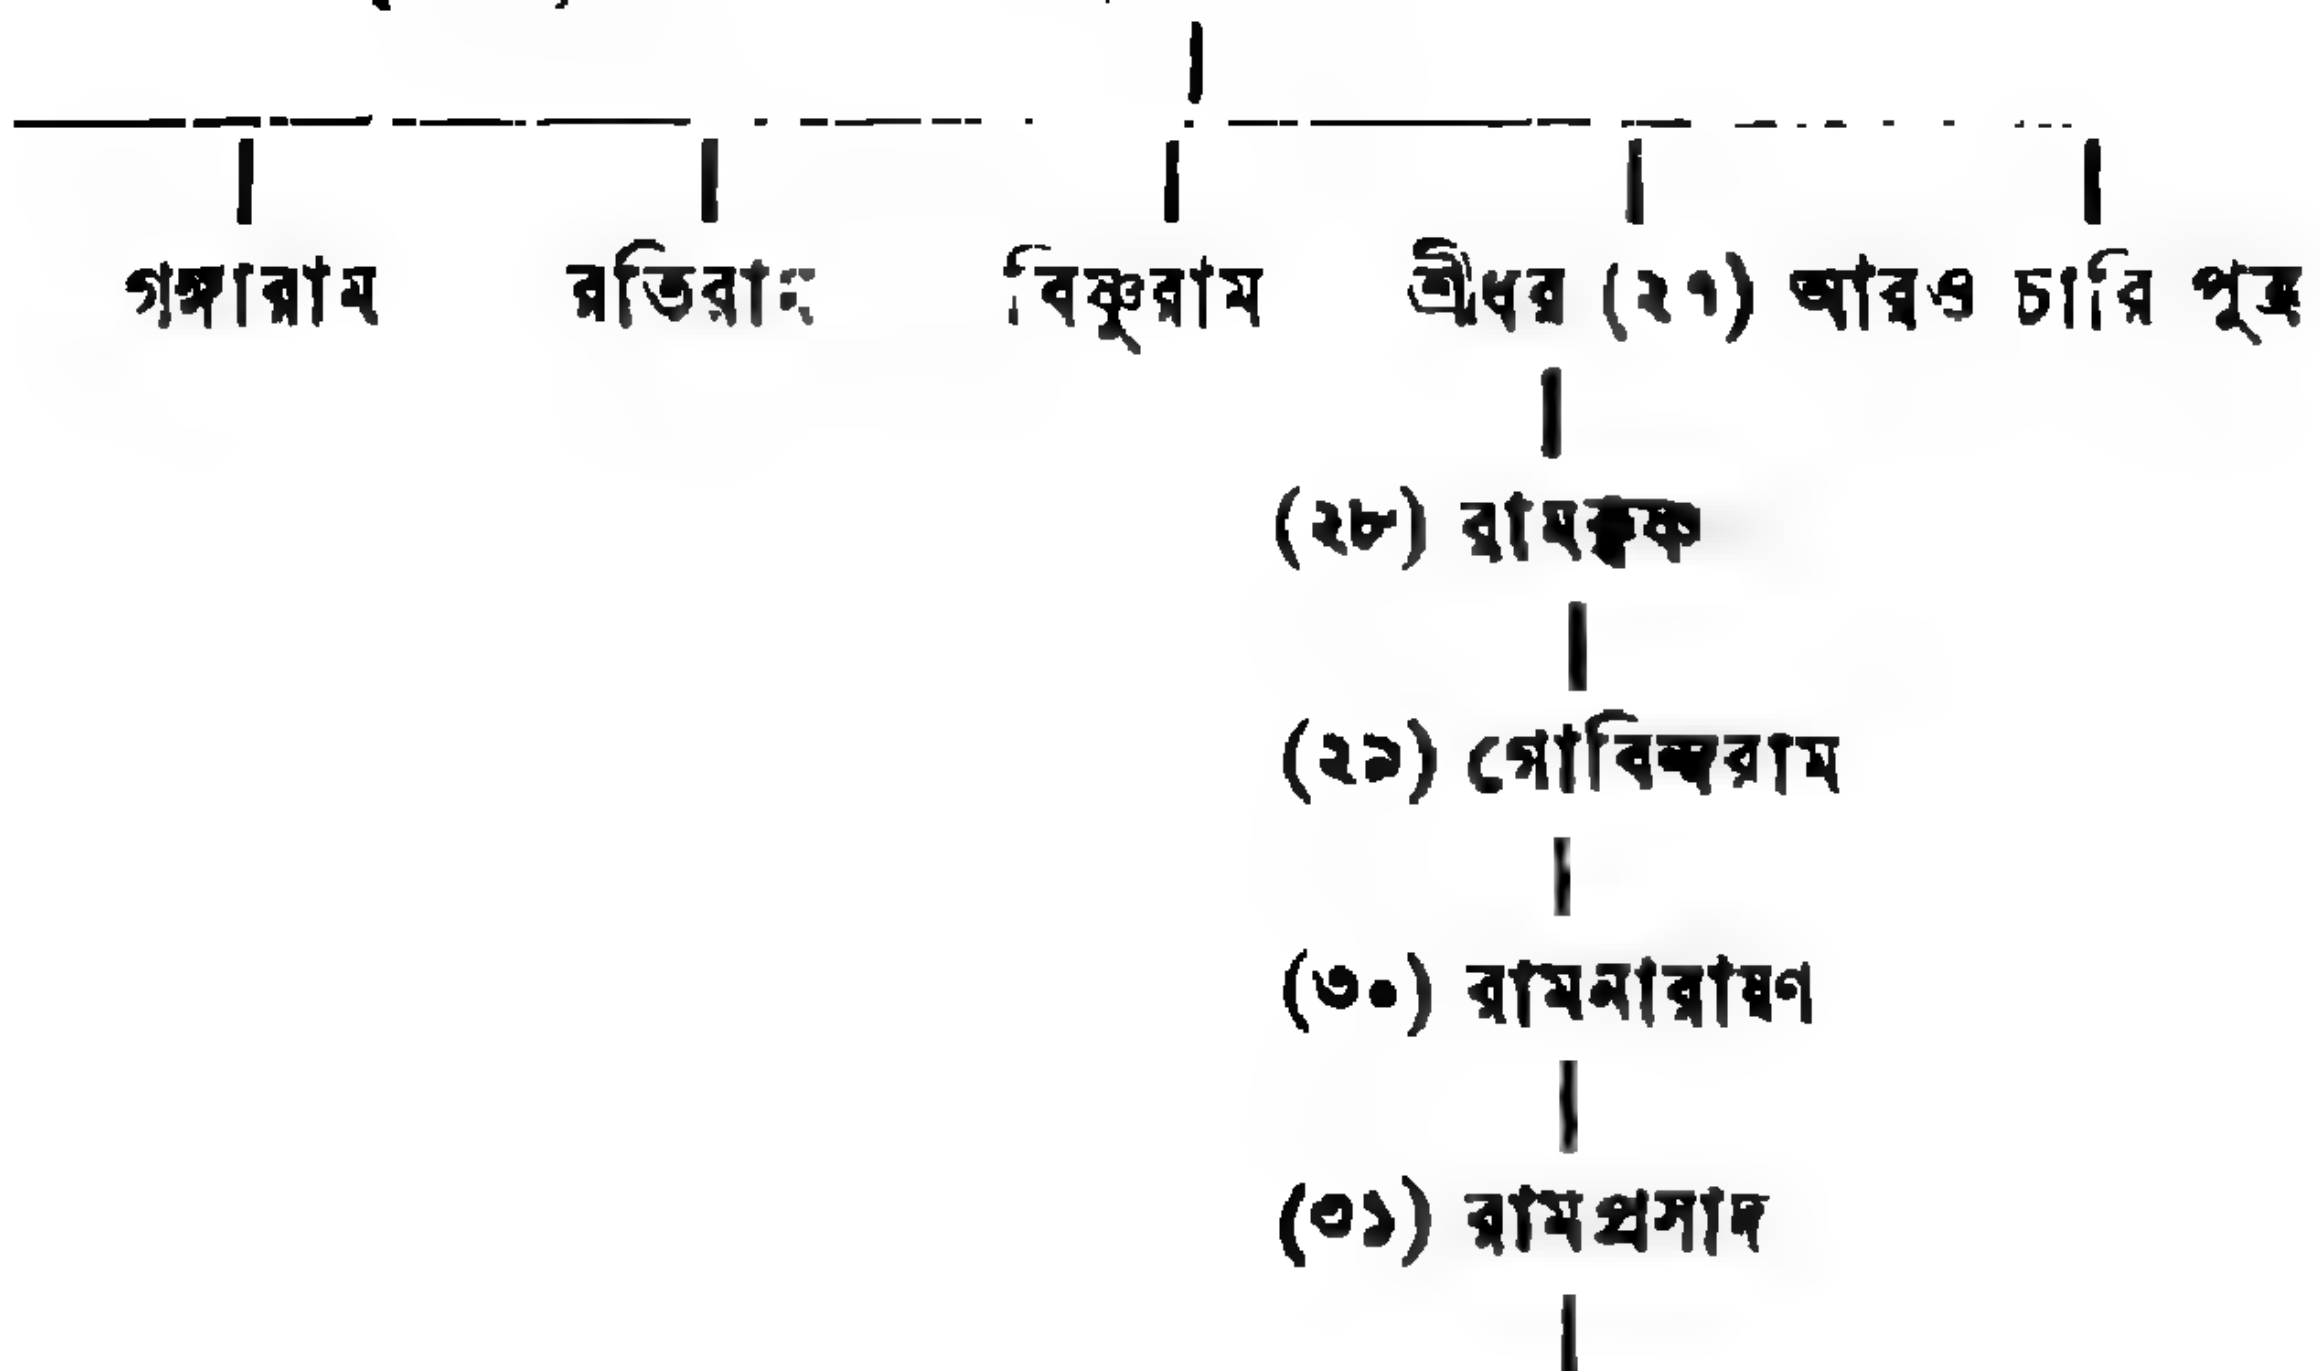 গঙ্গারাম রতিরাম বিষ্ণুরাম শ্রীধর (২৭) আরও চারি পুত্র
(২৮) রামকৃষ্ণ
(২৯) গোবিন্দরাম
(৩০) রামনারায়ণ
(৩১) রামপ্রসাদ